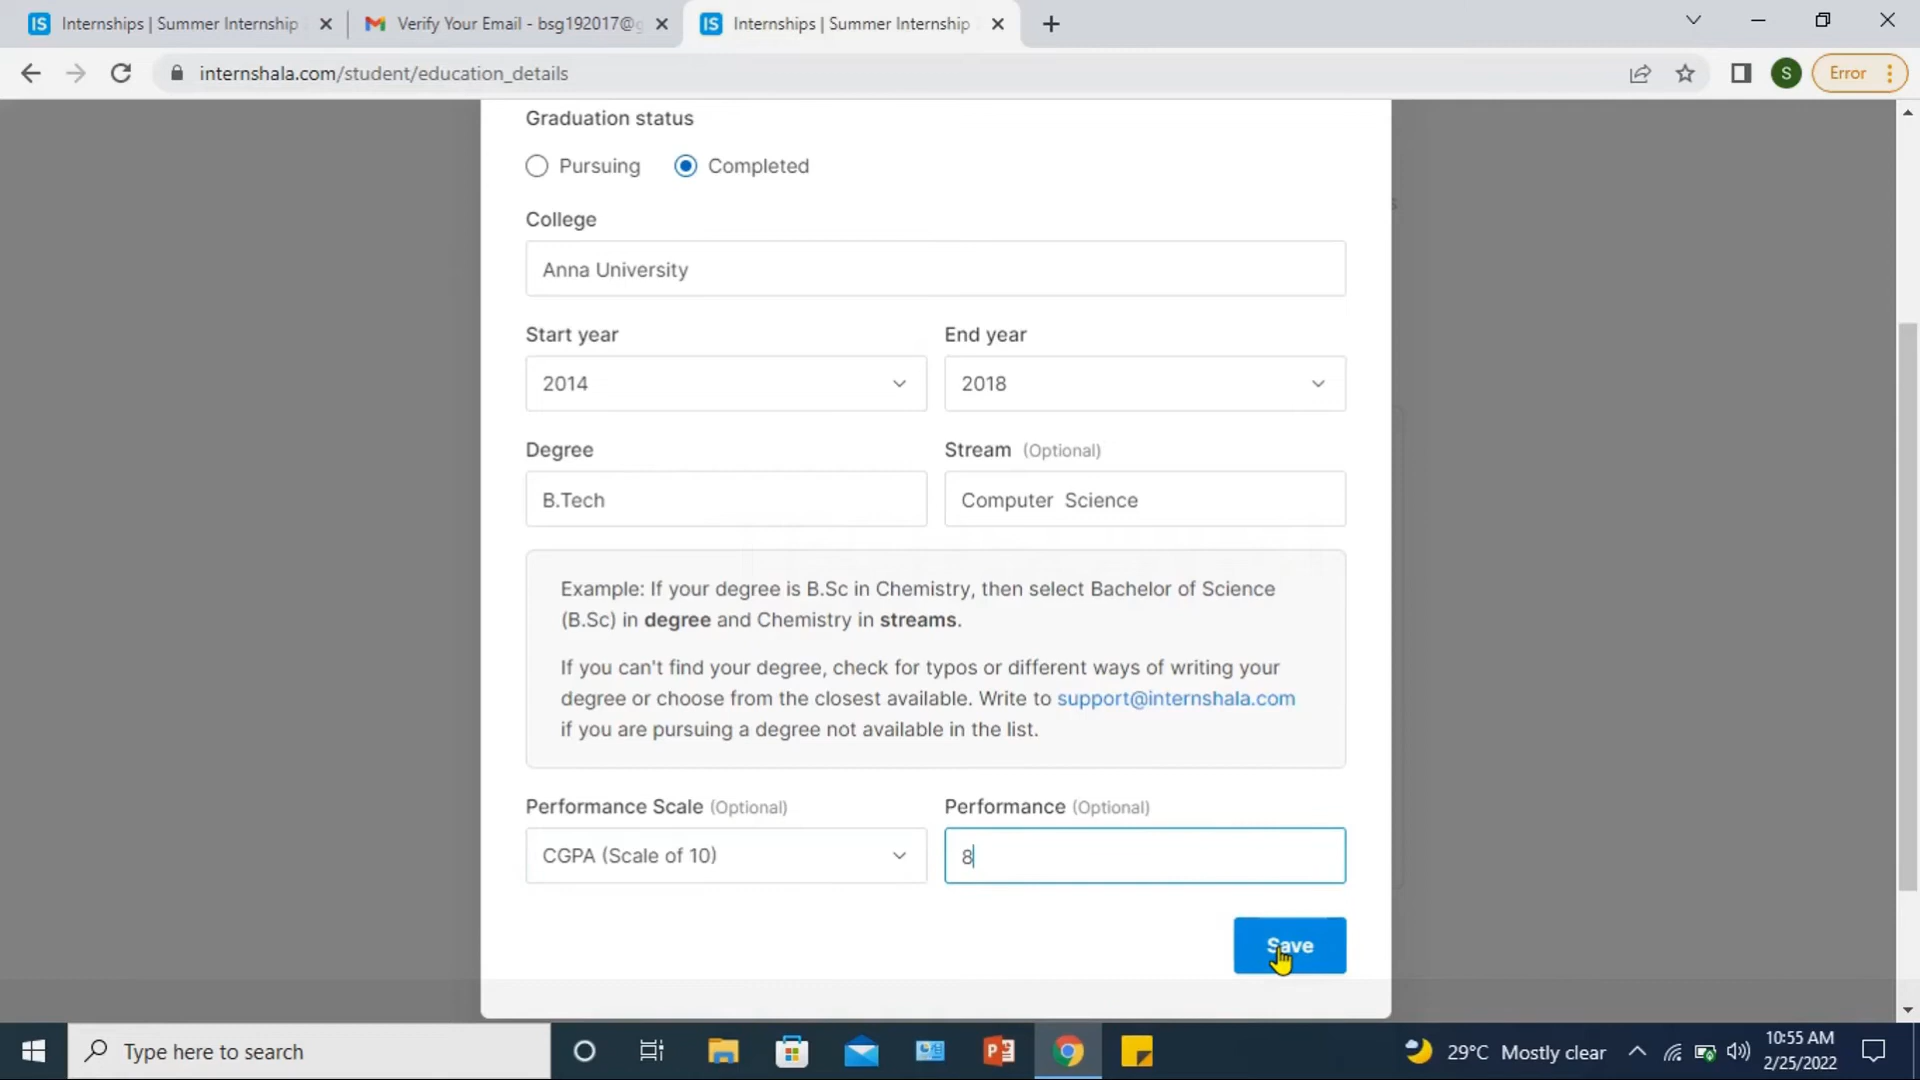 Internships | Summer Internship
Verify Your Email - bsg192017@g
Internships | Summer Internship
internshala.com/student/education_details
S
Error
Graduation status
Pursuing
Completed
College
Anna University
Start year
End year
2014
2018
Degree
Stream (Optional)
B.Tech
Computer  Science
Example: If your degree is B.Sc in Chemistry, then select Bachelor of Science
(B.Sc) in degree and Chemistry in streams.
If you can't find your degree, check for typos or different ways of writing your
degree or choose from the closest available. Write to support@internshala.com
if you are pursuing a degree not available in the list.
Performance Scale (Optional)
Performance (Optional)
CGPA (Scale of 10)
8
Save
Type here to search
29°C Mostly clear
10:55 AM
2/25/2022